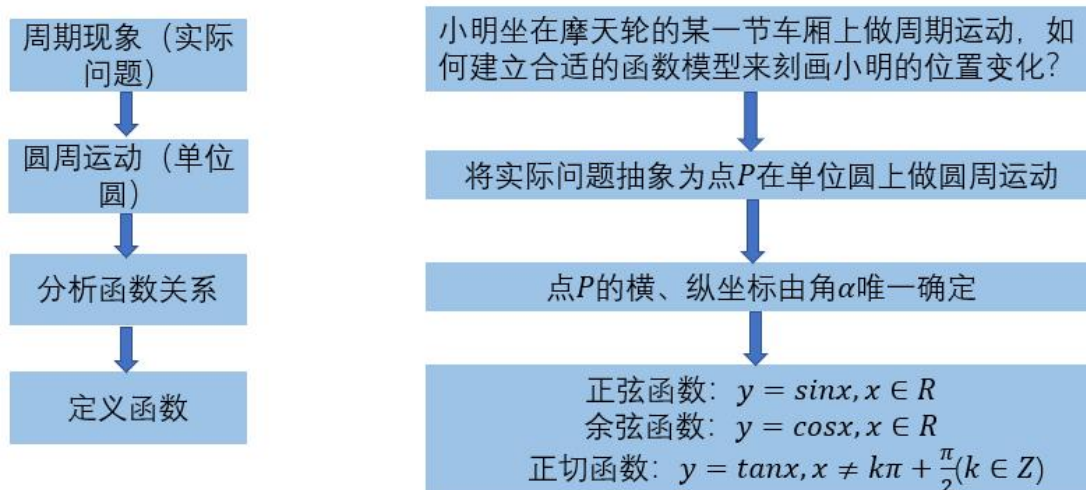 周期现象（实际
问题）
圆周运动（单位
圆）
分析函数关系
定义函数
小明坐在摩天轮的某一节车厢上做周期运动，如
何建立合适的函数模型来刻画小明的位置变化？
将实际问题抽象为点P在单位圆上做圆周运动
点P的横、纵坐标由角α唯一确定
正弦函数：y = sinx, x ∈ R
余弦函数：y = cosx, x ∈ R
正切函数：y = tanx, x ≠ kπ + π/2 (k ∈ Z)